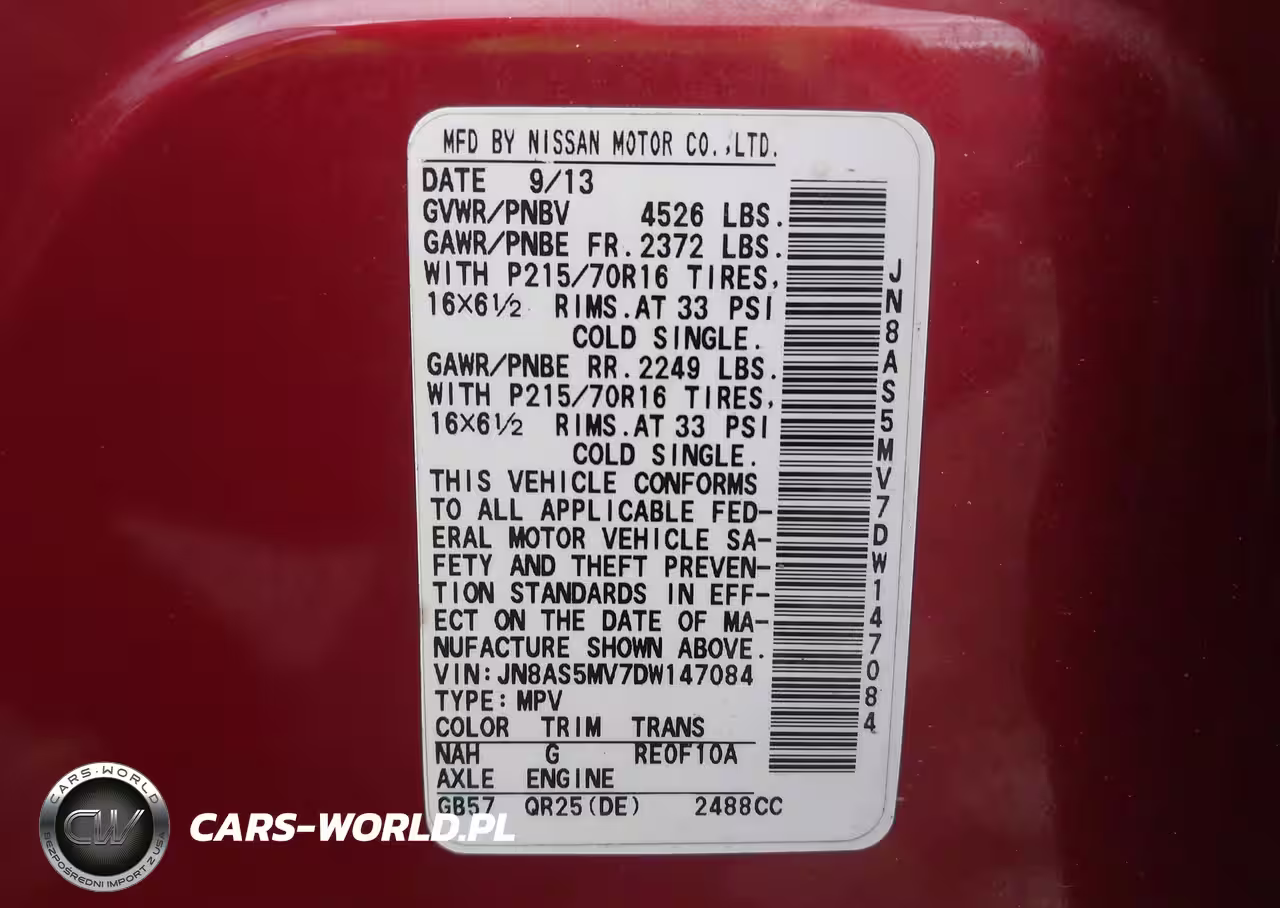 MFD BY NISSAN MOTOR CO.,LTD.
DATE 9/13
GVWR/PNBV 4526 LBS.
GAWR/PNBE FR. 2372 LBS.
WITH P215/70R16 TIRES,
16×6½ RIMS. AT 33 PSI
COLD SINGLE.
GAWR/PNBE RR. 2249 LBS.
WITH P215/70R16 TIRES,
16×6½ RIMS. AT 33 PSI
COLD SINGLE.
THIS VEHICLE CONFORMS
TO ALL APPLICABLE FED-
ERAL MOTOR VEHICLE SA-
FETY AND THEFT PREVEN-
TION STANDARDS IN EFF-
ECT ON THE DATE OF MA-
NUFACTURE SHOWN ABOVE.
VIN: JN8AS5MV7DW147084
TYPE: MPV
COLOR TRIM TRANS
NAH G RE0F10A
AXLE ENGINE
GB57 QR25(DE) 2488CC
JN8AS5MV7DW147084
CARS-WORLD
CW
BEZPOŚREDNI IMPORT Z USA
CARS-WORLD.PL